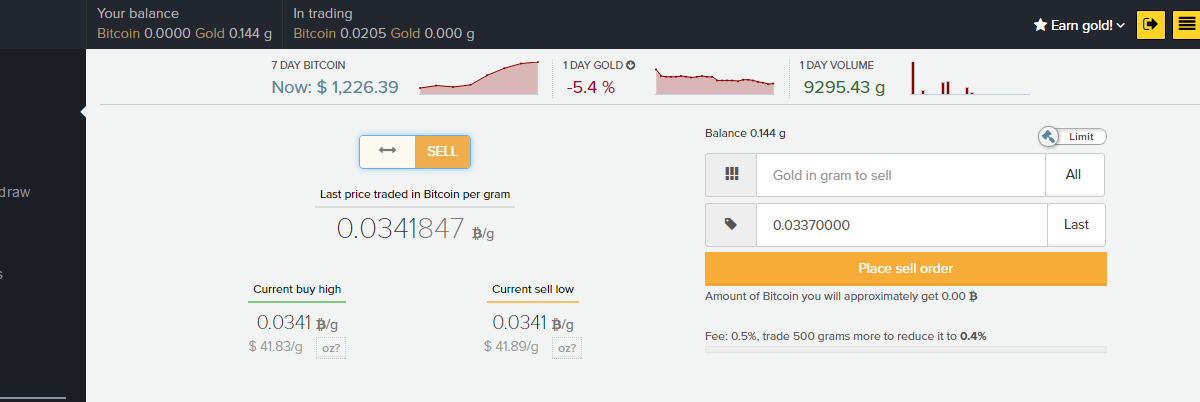 Your balance
Bitcoin 0.0000 Gold 0.144 g
In trading
Bitcoin 0.0205 Gold 0.000 g
Earn gold!
7 DAY BITCOIN
Now: $ 1,226.39
1 DAY GOLD
-5.4 %
1 DAY VOLUME
9295.43 g
draw
s
SELL
Last price traded in Bitcoin per gram
0.0341847 ₿/g
Current buy high
0.0341 ₿/g
$ 41.83/g oz?
Current sell low
0.0341 ₿/g
$ 41.89/g oz?
Balance 0.144 g
Limit
Gold in gram to sell
All
0.03370000
Last
Place sell order
Amount of Bitcoin you will approximately get 0.00 ₿
Fee: 0.5%, trade 500 grams more to reduce it to 0.4%